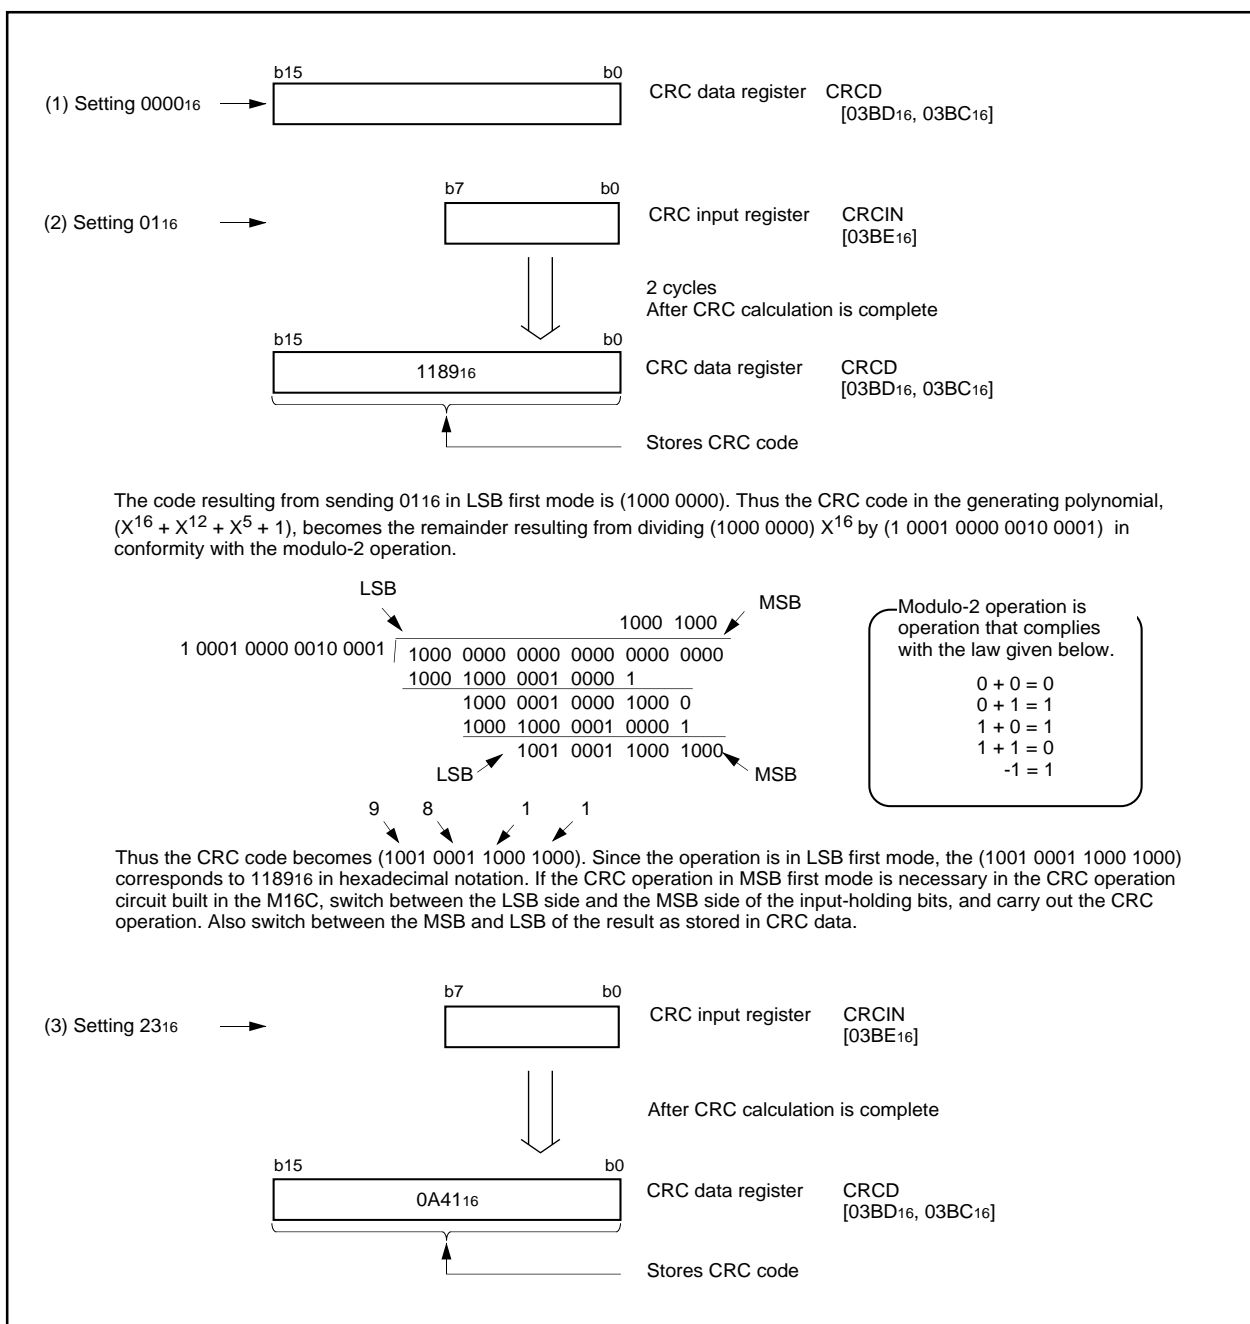 b15 b0
(1) Setting 0000₁₆ CRC data register CRCD
[03BD₁₆, 03BC₁₆]
b7 b0
(2) Setting 01₁₆ CRC input register CRCIN
[03BE₁₆]
2 cycles
After CRC calculation is complete
b15 b0
1189₁₆ CRC data register CRCD
[03BD₁₆, 03BC₁₆]
Stores CRC code
The code resulting from sending 01₁₆ in LSB first mode is (1000 0000). Thus the CRC code in the generating polynomial,
(X¹⁶ + X¹² + X⁵ + 1), becomes the remainder resulting from dividing (1000 0000) X¹⁶ by (1 0001 0000 0010 0001) in
conformity with the modulo-2 operation.
LSB MSB
1000 1000
1 0001 0000 0010 0001 1000 0000 0000 0000 0000 0000
1000 1000 0001 0000 1
1000 0001 0000 1000 0
1000 1000 0001 0000 1
1001 0001 1000 1000
LSB MSB
Modulo-2 operation is
operation that complies
with the law given below.
0 + 0 = 0
0 + 1 = 1
1 + 0 = 1
1 + 1 = 0
-1 = 1
9 8 1 1
Thus the CRC code becomes (1001 0001 1000 1000). Since the operation is in LSB first mode, the (1001 0001 1000 1000)
corresponds to 1189₁₆ in hexadecimal notation. If the CRC operation in MSB first mode is necessary in the CRC operation
circuit built in the M16C, switch between the LSB side and the MSB side of the input-holding bits, and carry out the CRC
operation. Also switch between the MSB and LSB of the result as stored in CRC data.
b7 b0
(3) Setting 23₁₆ CRC input register CRCIN
[03BE₁₆]
After CRC calculation is complete
b15 b0
0A41₁₆ CRC data register CRCD
[03BD₁₆, 03BC₁₆]
Stores CRC code